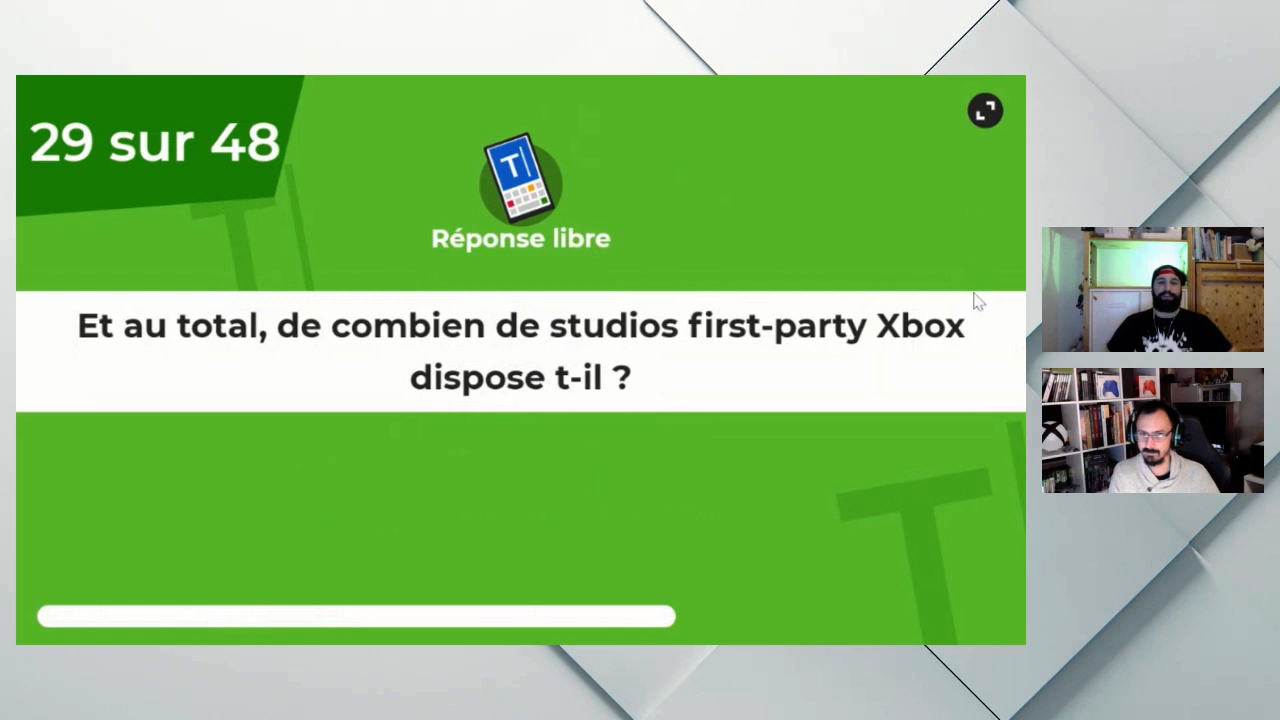 29 sur 48
T
Réponse libre
Et au total, de combien de studios first-party Xbox
dispose t-il ?